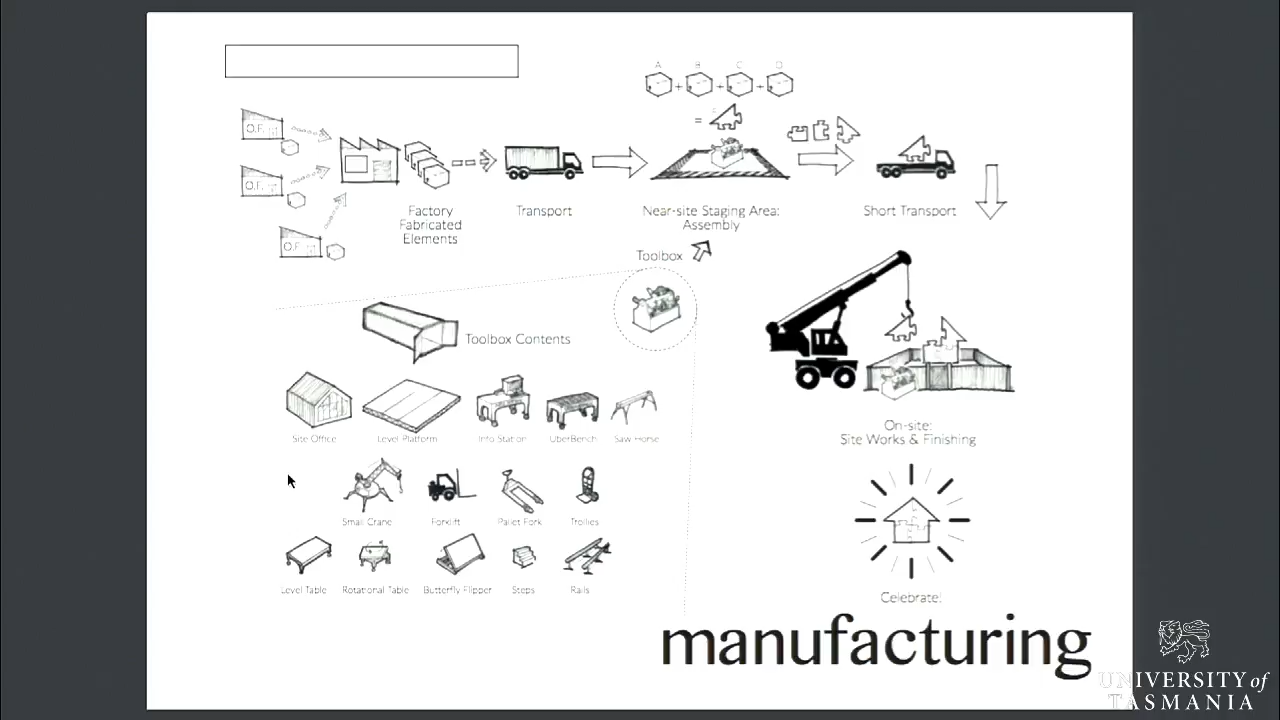 A B C D
+ + +
=
O.F.
O.F.
O.F.
Factory
Fabricated
Elements
Transport
Near-site Staging Area:
Assembly
Short Transport
Toolbox
Toolbox Contents
Site Office
Level Platform
Info Station
UberBench
Saw Horse
On-site:
Site Works & Finishing
Small Crane
Forklift
Pallet Fork
Trollies
Level Table
Rotational Table
Butterfly Flipper
Steps
Rails
Celebrate!
manufacturing
UNIVERSITY of
TASMANIA